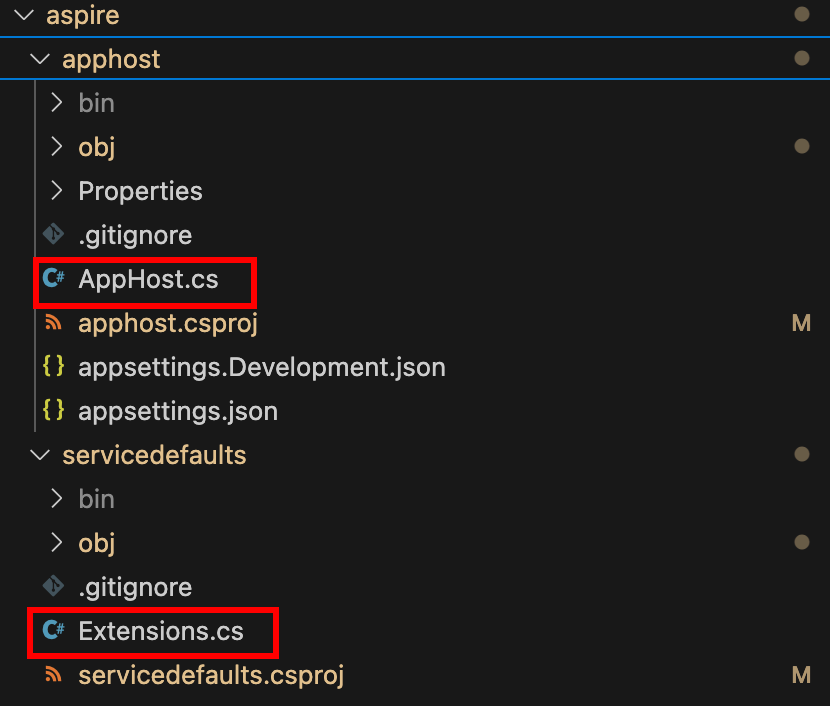 aspire
apphost
bin
obj
Properties
.gitignore
C# AppHost.cs
apphost.csproj M
{} appsettings.Development.json
{} appsettings.json
servicedefaults
bin
obj
.gitignore
C# Extensions.cs
servicedefaults.csproj M